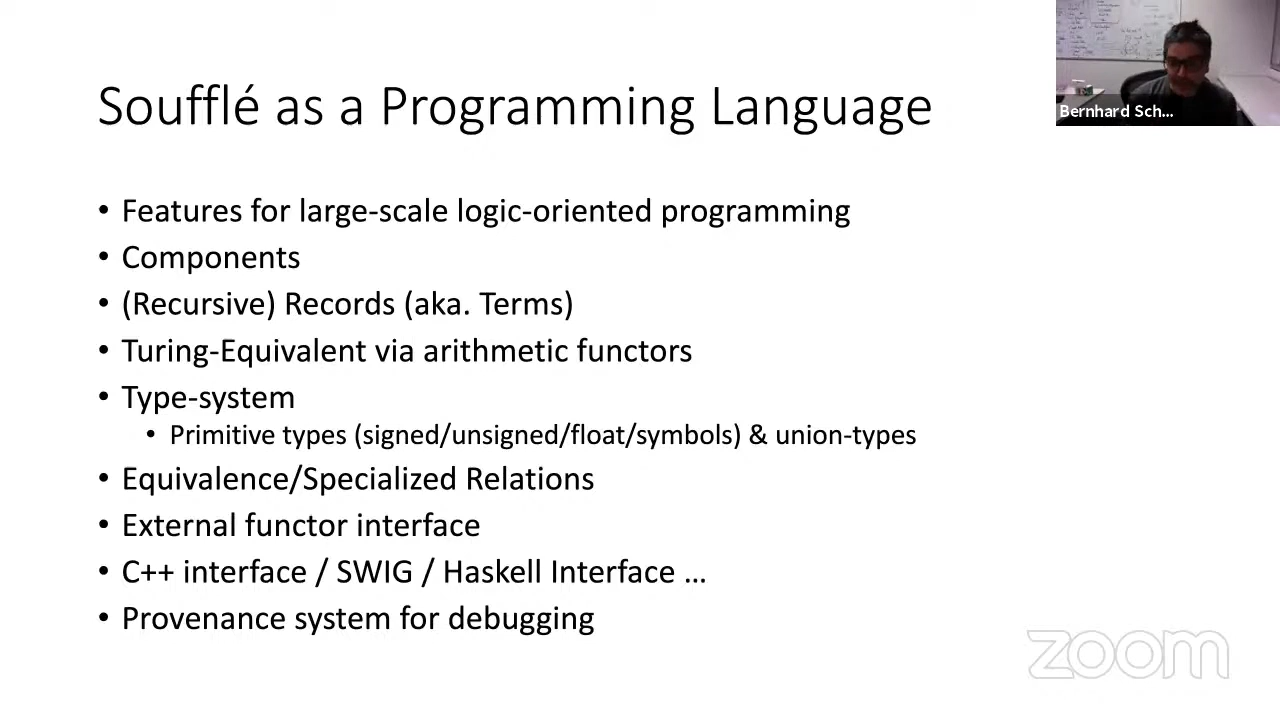 Soufflé as a Programming Language
Bernhard Sch...
• Features for large-scale logic-oriented programming
• Components
• (Recursive) Records (aka. Terms)
• Turing-Equivalent via arithmetic functors
• Type-system
• Primitive types (signed/unsigned/float/symbols) & union-types
• Equivalence/Specialized Relations
• External functor interface
• C++ interface / SWIG / Haskell Interface ...
• Provenance system for debugging
zoom